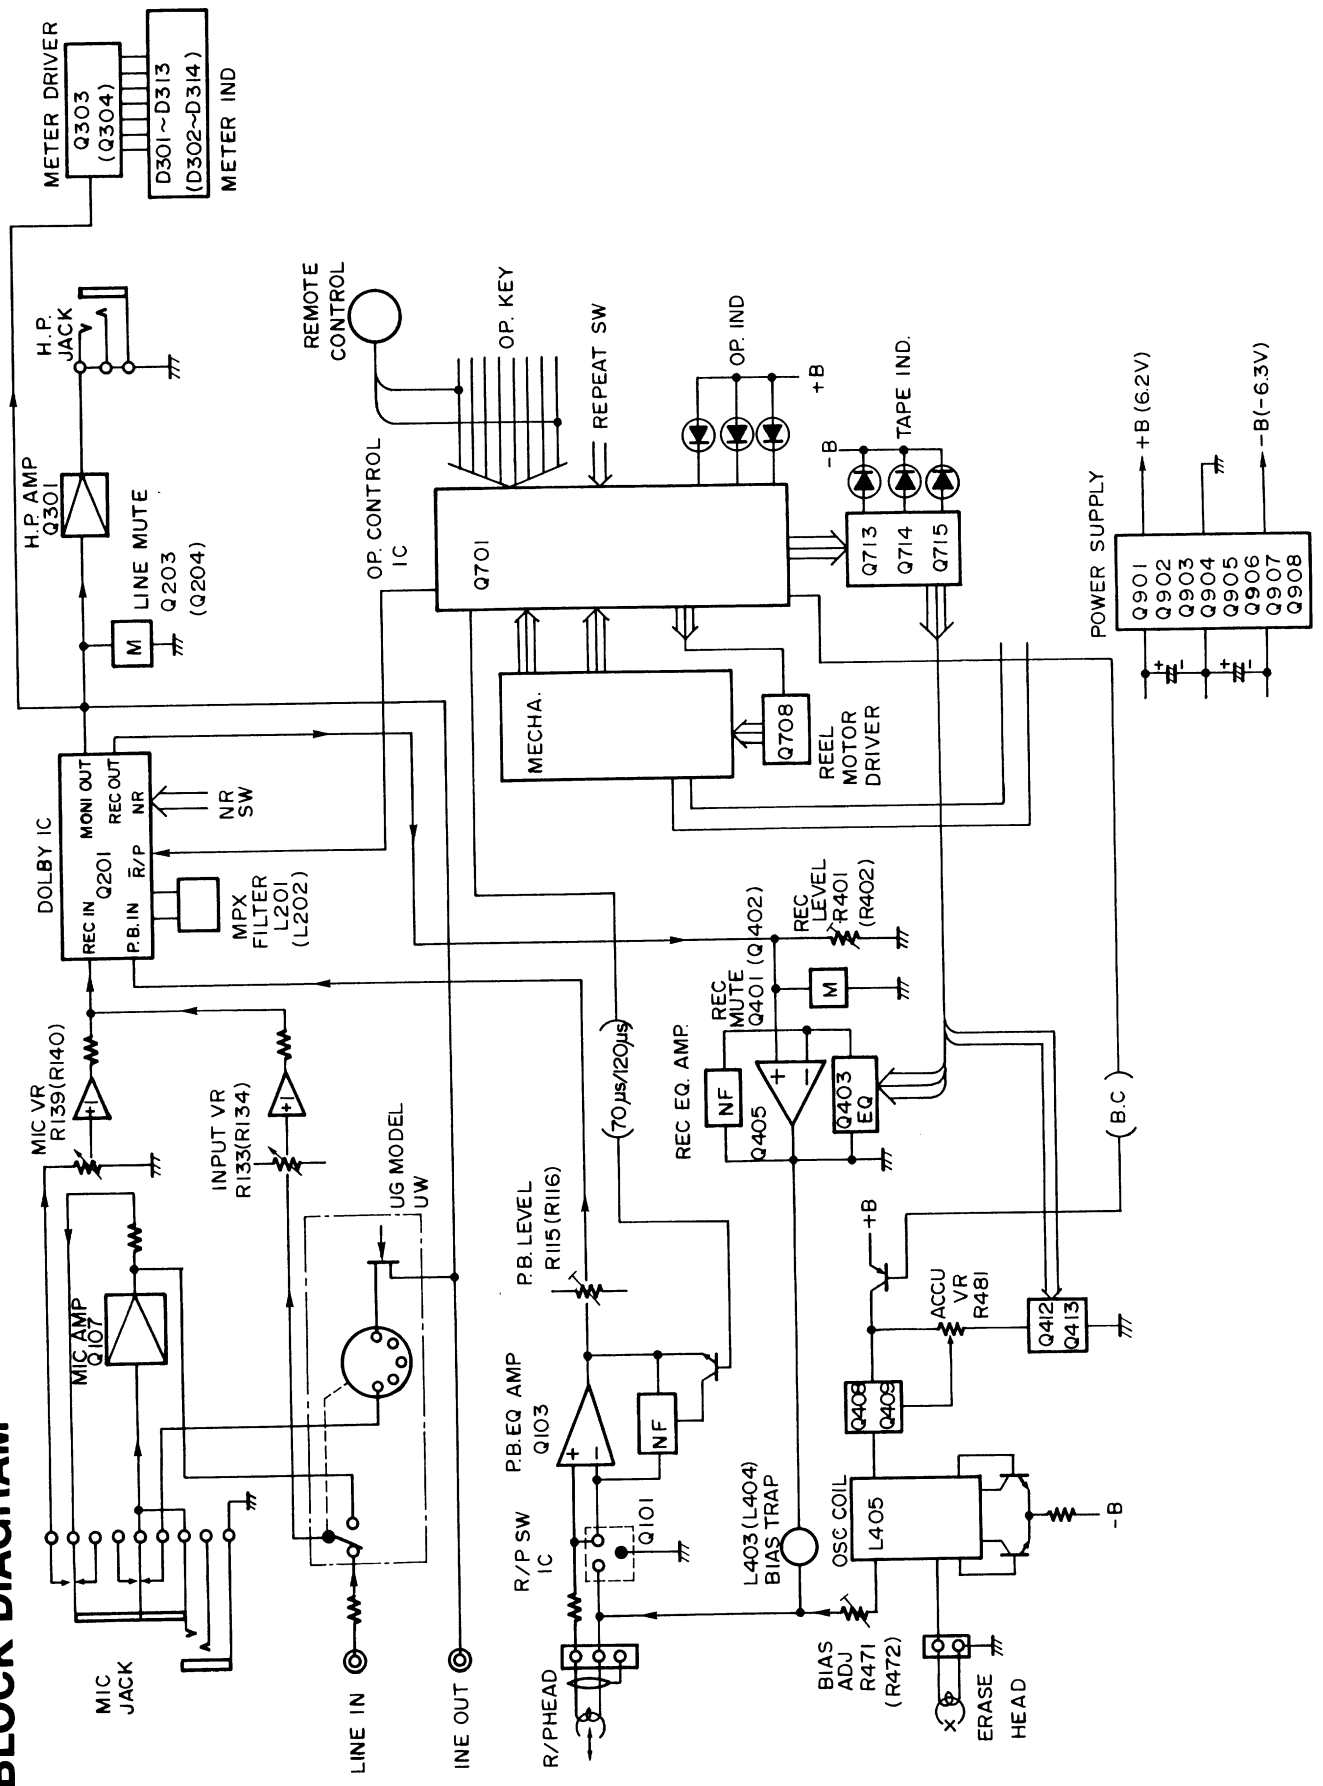 BLOCK DIAGRAM
METER DRIVER
Q303
(Q304)
D301~D313
(D302~D314)
METER IND
H.P.
JACK
H.P. AMP
Q301
LINE MUTE
Q203
(Q204)
M
DOLBY IC
Q201
REC IN
P.B. IN
MONI OUT
REC OUT
R/P
NR
NR
SW
MPX
FILTER
L201
(L202)
MIC VR
R139(R140)
+1
INPUT VR
R133(R134)
+1
MIC AMP
Q107
MIC
JACK
UG MODEL
UW
LINE IN
INE OUT
REMOTE
CONTROL
OP. KEY
REPEAT SW
OP. IND
+B
OP. CONTROL
IC
Q701
-B
TAPE IND.
Q713
Q714
Q715
MECHA.
Q708
REEL
MOTOR
DRIVER
POWER SUPPLY
Q901
Q902
Q903
Q904
Q905
Q906
Q907
Q908
+B(6.2V)
-B(-6.3V)
+
-
+
-
P.B. LEVEL
R115(R116)
(70µs/120µs)
P.B. EQ AMP
Q103
+
-
NF
R/P SW
IC
Q101
R/PHEAD
REC
LEVEL
R401
(R402)
REC
MUTE
Q401(Q402)
M
REC EQ. AMP.
Q405
+
-
NF
Q403
EQ
(B.C)
+B
ACCU
VR
R481
Q412
Q413
Q408
Q409
L403(L404)
BIAS TRAP
OSC COIL
L405
-B
BIAS
ADJ
R471
(R472)
X
ERASE
HEAD